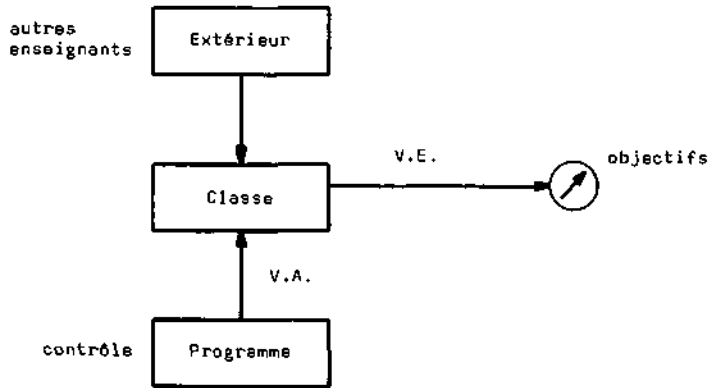 autres
enseignants
Extérieur
V.E.
objectifs
Classe
V.A.
contrôle
Programme